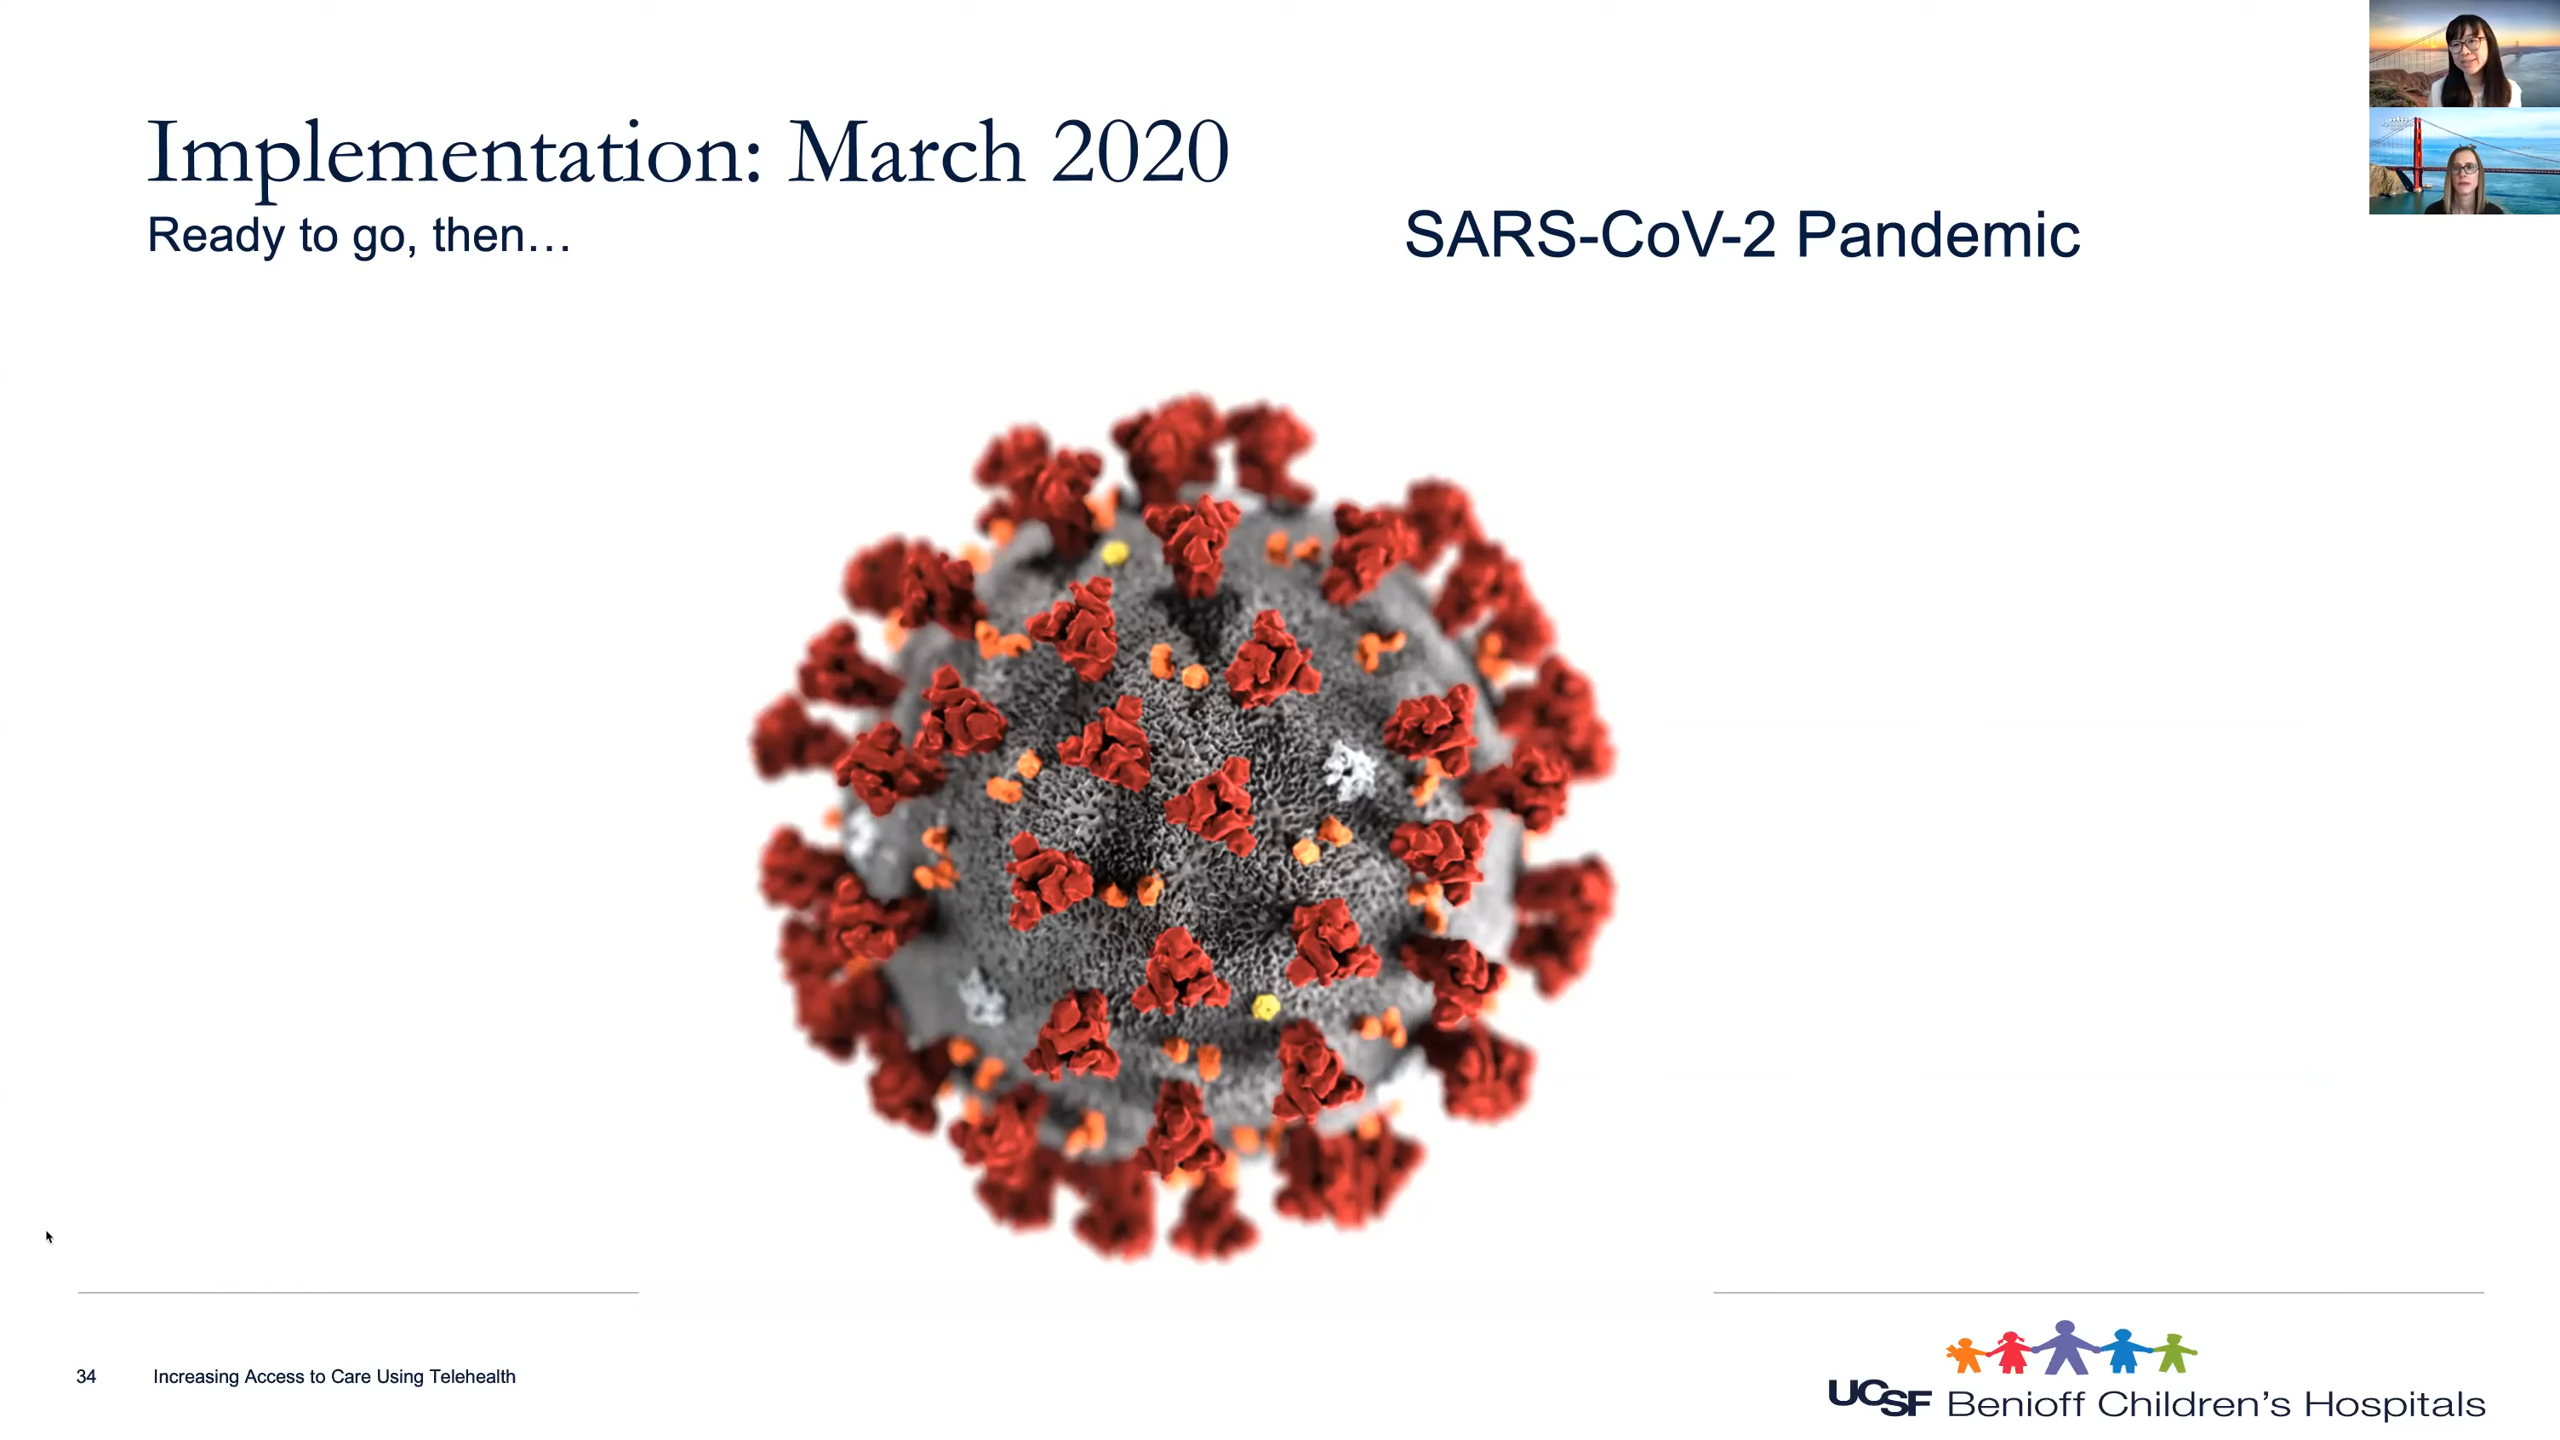 Implementation: March 2020
Ready to go, then…
SARS-CoV-2 Pandemic
34
Increasing Access to Care Using Telehealth
UCSF Benioff Children's Hospitals